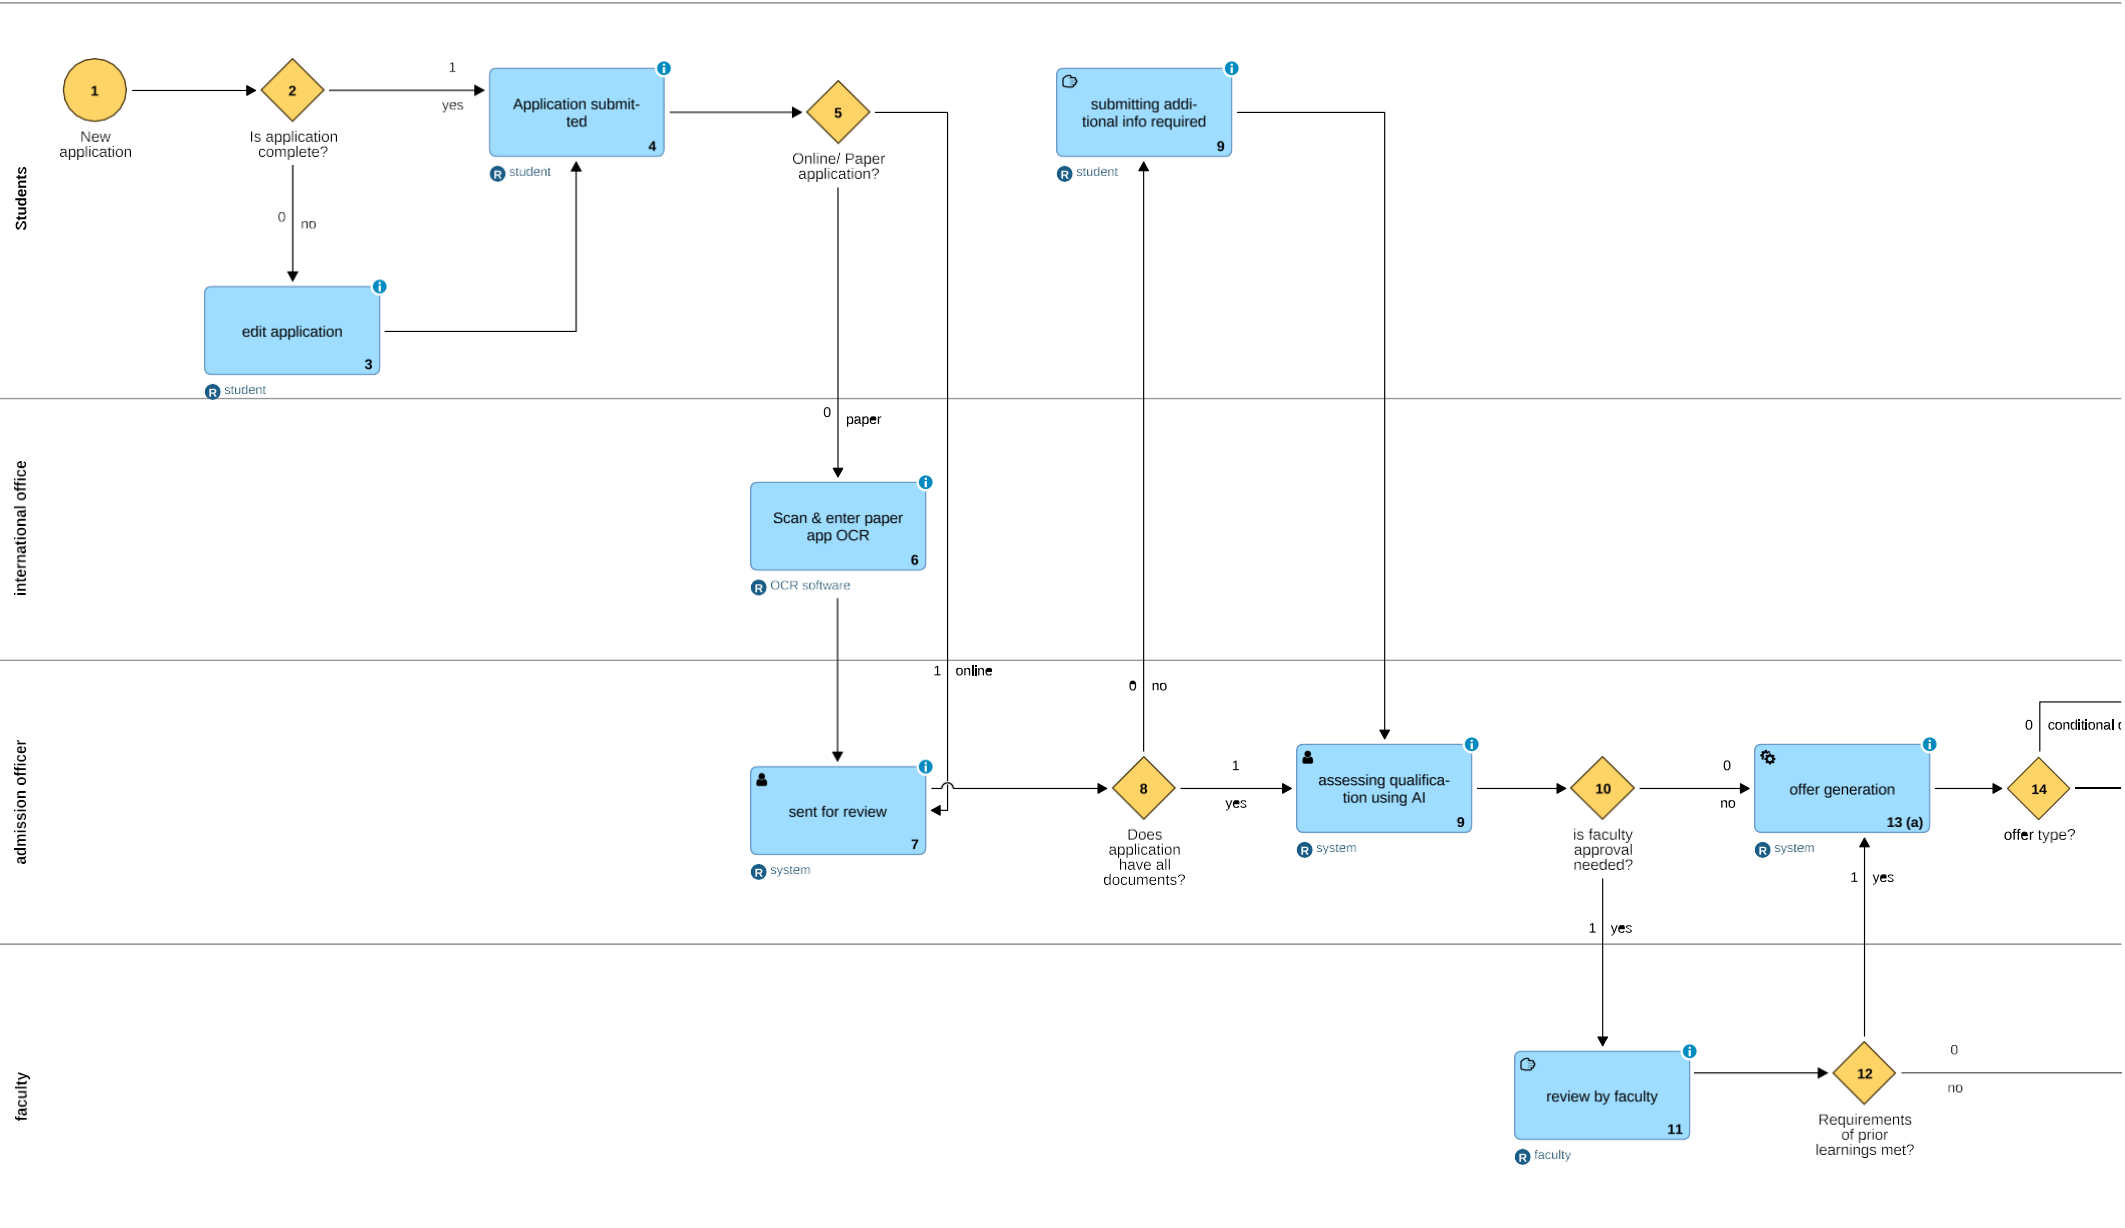 Students
1
New
application
2
Is application
complete?
1
yes
0
no
edit application
3
R student
Application submit-
ted
4
R student
5
Online/ Paper
application?
submitting addi-
tional info required
9
R student
international office
0
paper
Scan & enter paper
app OCR
6
R OCR software
admission officer
1
online
sent for review
7
R system
0
no
8
Does
application
have all
documents?
1
yes
assessing qualifica-
tion using AI
9
R system
10
is faculty
approval
needed?
0
no
1
yes
offer generation
13 (a)
R system
1
yes
0
conditional
14
offer type?
faculty
review by faculty
11
R faculty
12
Requirements
of prior
learnings met?
0
no